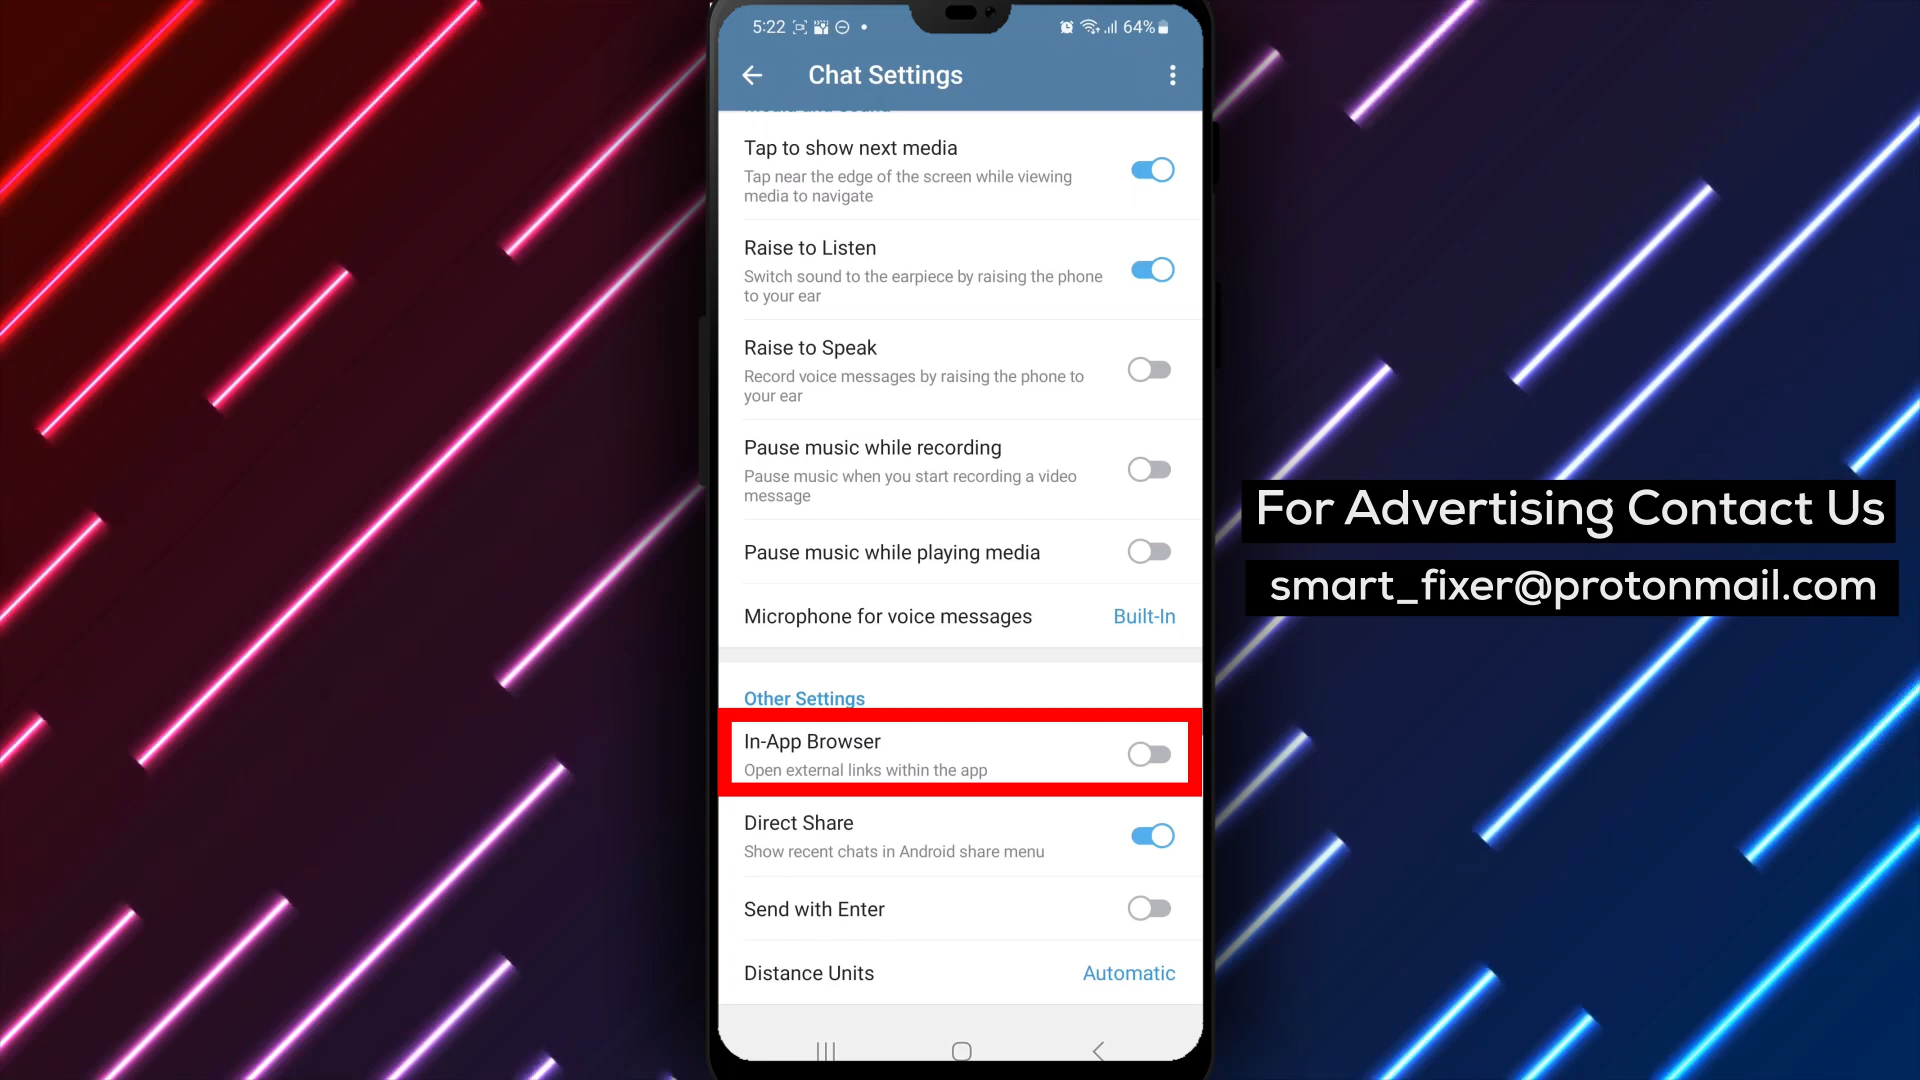 5:22
64%
Chat Settings
Tap to show next media
Tap near the edge of the screen while viewing
media to navigate
Raise to Listen
Switch sound to the earpiece by raising the phone
to your ear
Raise to Speak
Record voice messages by raising the phone to
your ear
Pause music while recording
Pause music when you start recording a video
message
Pause music while playing media
Microphone for voice messages Built-In
Other Settings
In-App Browser
Open external links within the app
Direct Share
Show recent chats in Android share menu
Send with Enter
Distance Units Automatic
For Advertising Contact Us
smart_fixer@protonmail.com